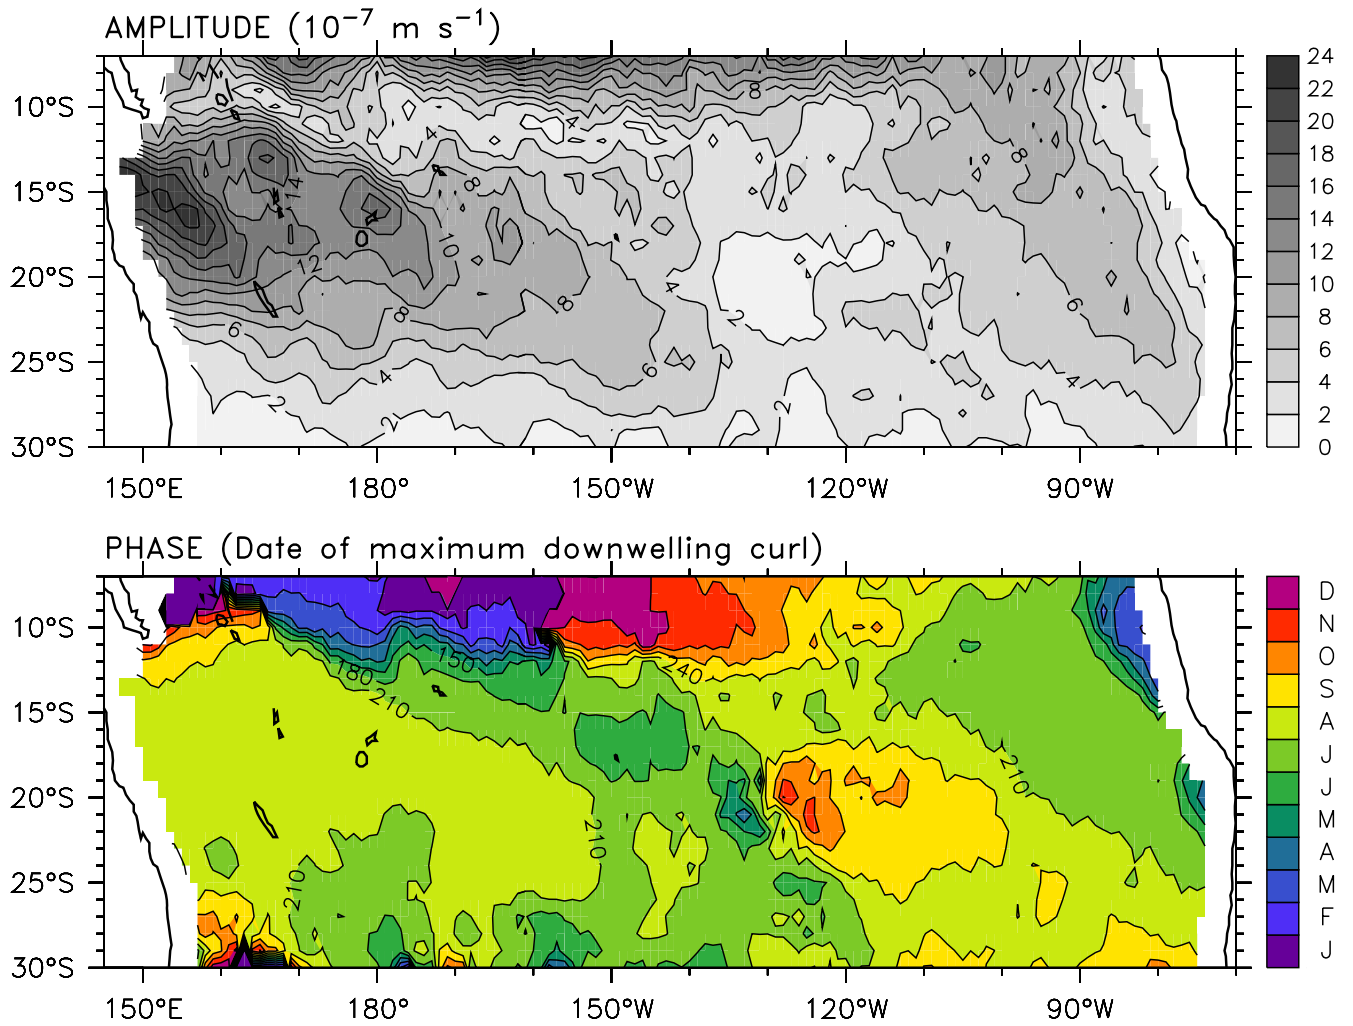 AMPLITUDE (10⁻⁷ m s⁻¹)
10°S
15°S
20°S
25°S
30°S
150°E 180° 150°W 120°W 90°W
4 4 8 8 8 14 10 12 8 8 6 4 2 6 6 4 2 4 2 2
24
22
20
18
16
14
12
10
8
6
4
2
0
PHASE (Date of maximum downwelling curl)
10°S
15°S
20°S
25°S
30°S
150°E 180° 150°W 120°W 90°W
180 150 210 240 210 210 210
D
N
O
S
A
J
J
M
A
M
F
J